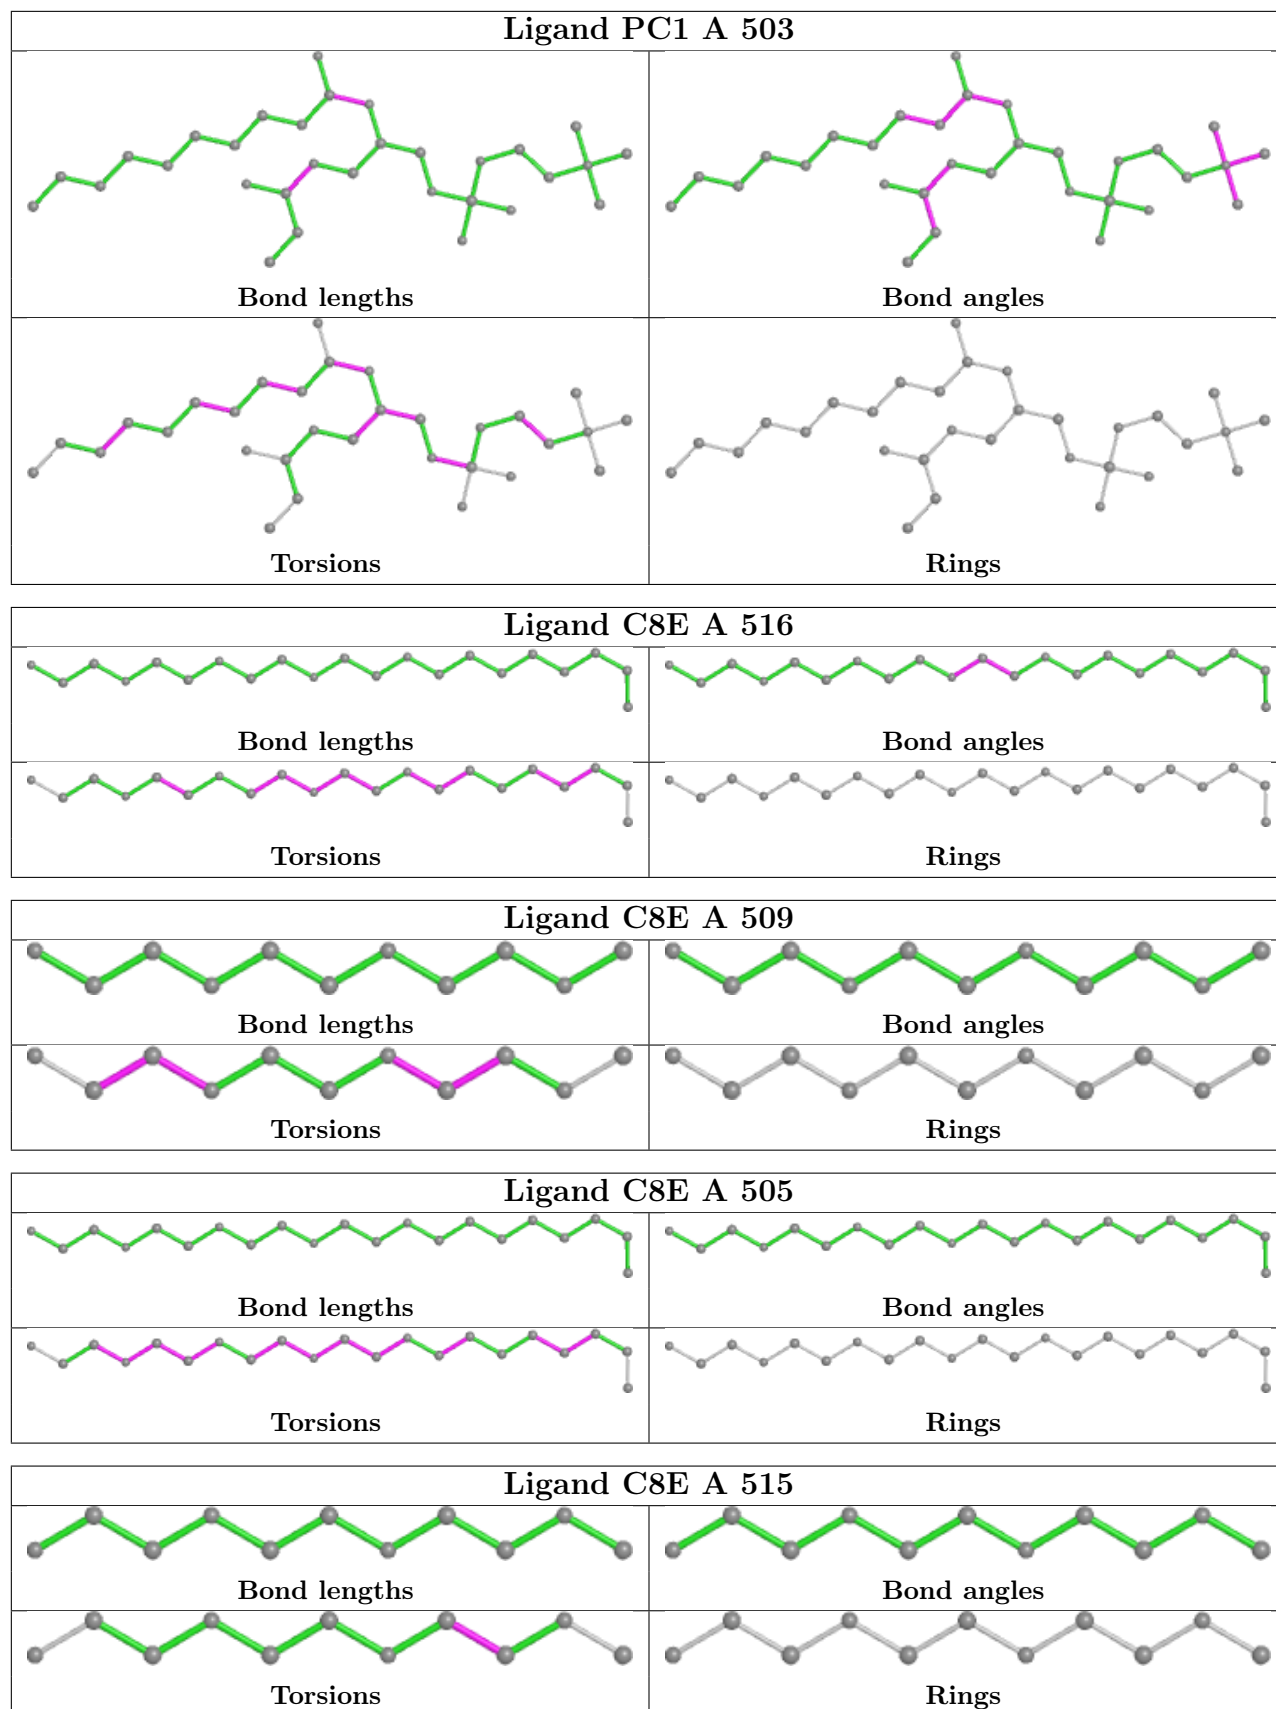 Ligand PC1 A 503
Bond lengths
Bond angles
Torsions
Rings
Ligand C8E A 516
Bond lengths
Bond angles
Torsions
Rings
Ligand C8E A 509
Bond lengths
Bond angles
Torsions
Rings
Ligand C8E A 505
Bond lengths
Bond angles
Torsions
Rings
Ligand C8E A 515
Bond lengths
Bond angles
Torsions
Rings